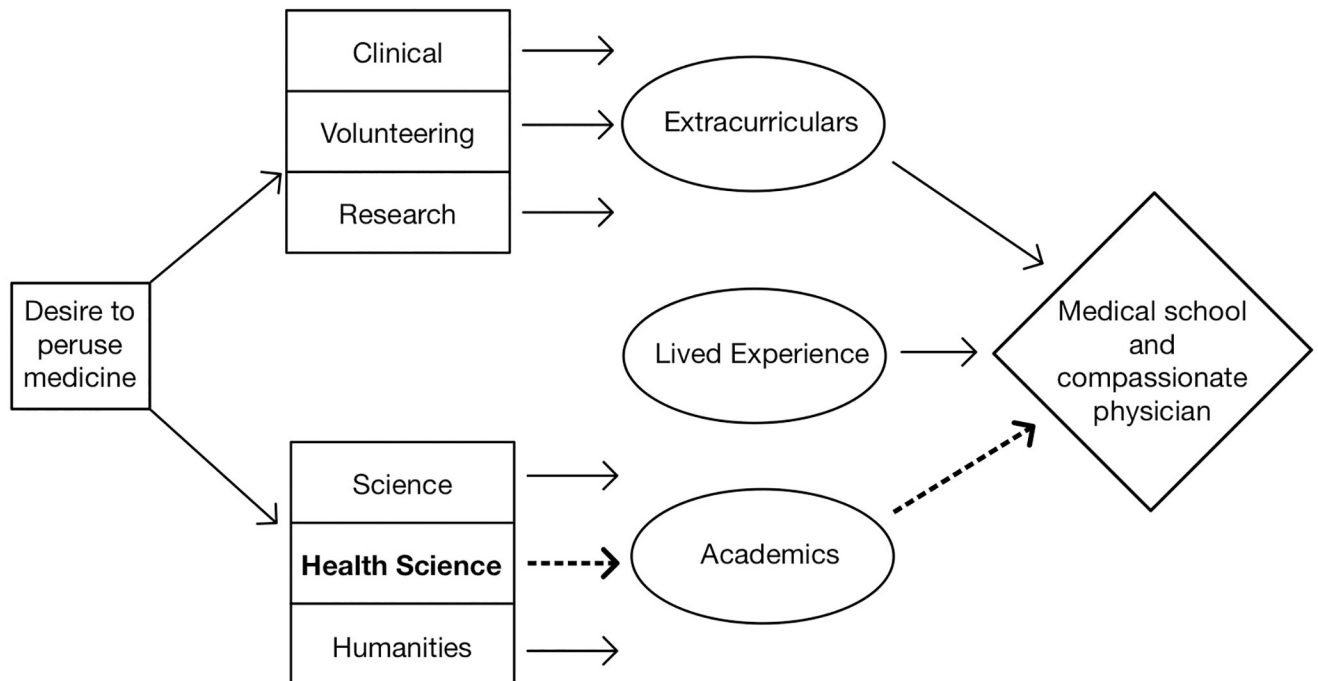 Clinical
Volunteering
Research
Extracurriculars
Desire to
peruse
medicine
Lived Experience
Medical school
and
compassionate
physician
Science
Health Science
Humanities
Academics